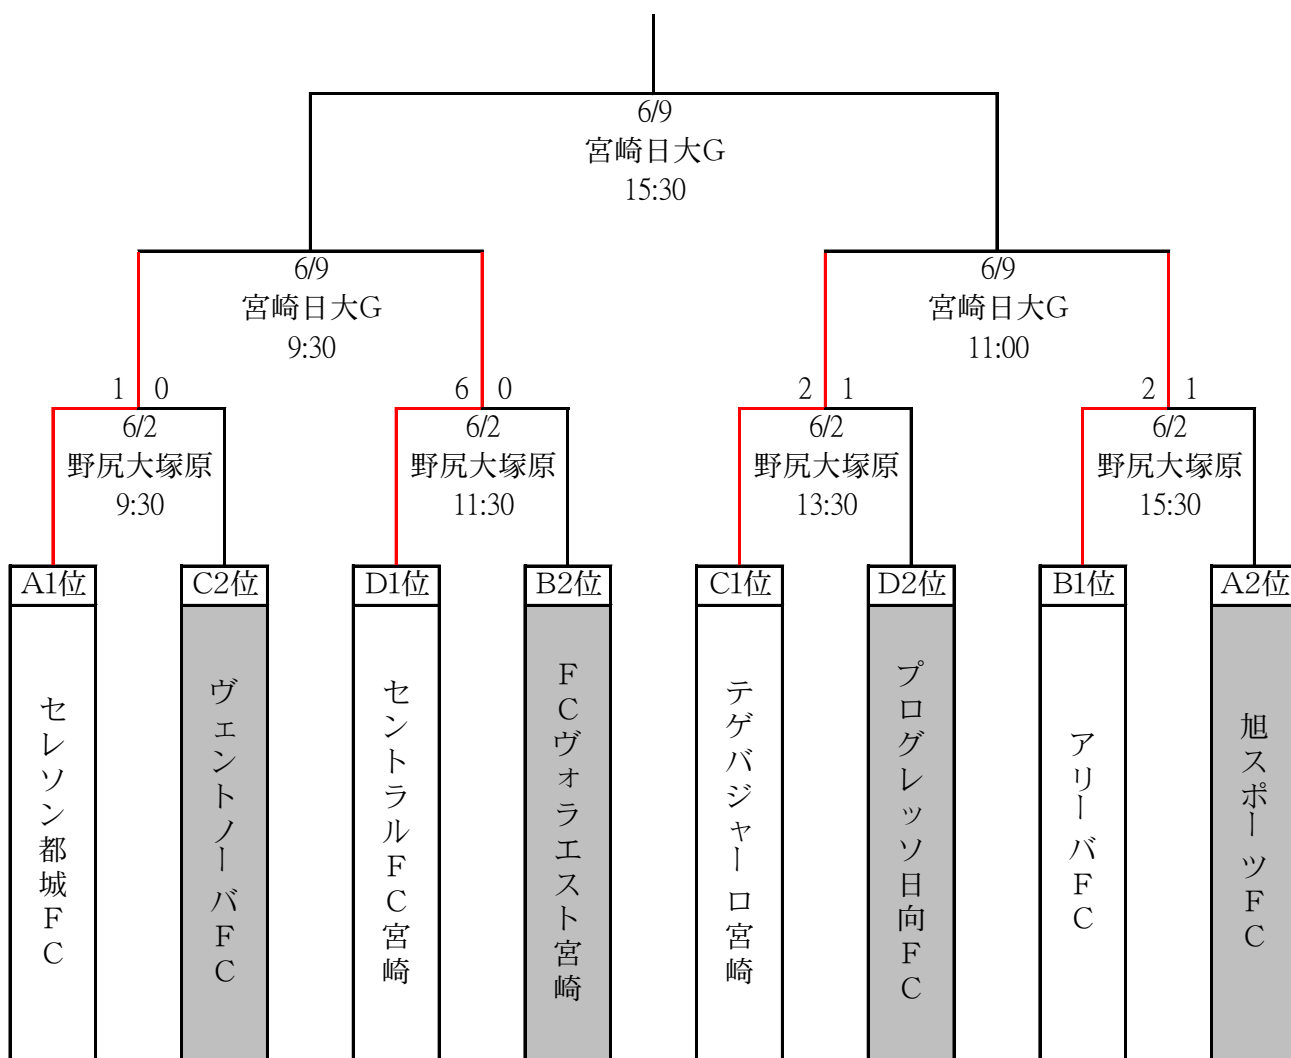 6/9
宮崎日大G
15:30
6/9
宮崎日大G
9:30
6/9
宮崎日大G
11:00
1 0
6/2
野尻大塚原
9:30
6 0
6/2
野尻大塚原
11:30
2 1
6/2
野尻大塚原
13:30
2 1
6/2
野尻大塚原
15:30
A1位
セレソン都城FC
C2位
ヴェントノーバFC
D1位
セントラルFC宮崎
B2位
FCヴォラエスト宮崎
C1位
テゲバジャーロ宮崎
D2位
プログレッソ日向FC
B1位
アリーバFC
A2位
旭スポーツFC